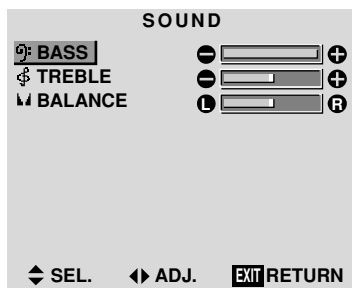 SOUND
BASS
TREBLE
BALANCE L R
SEL. ADJ. EXIT RETURN